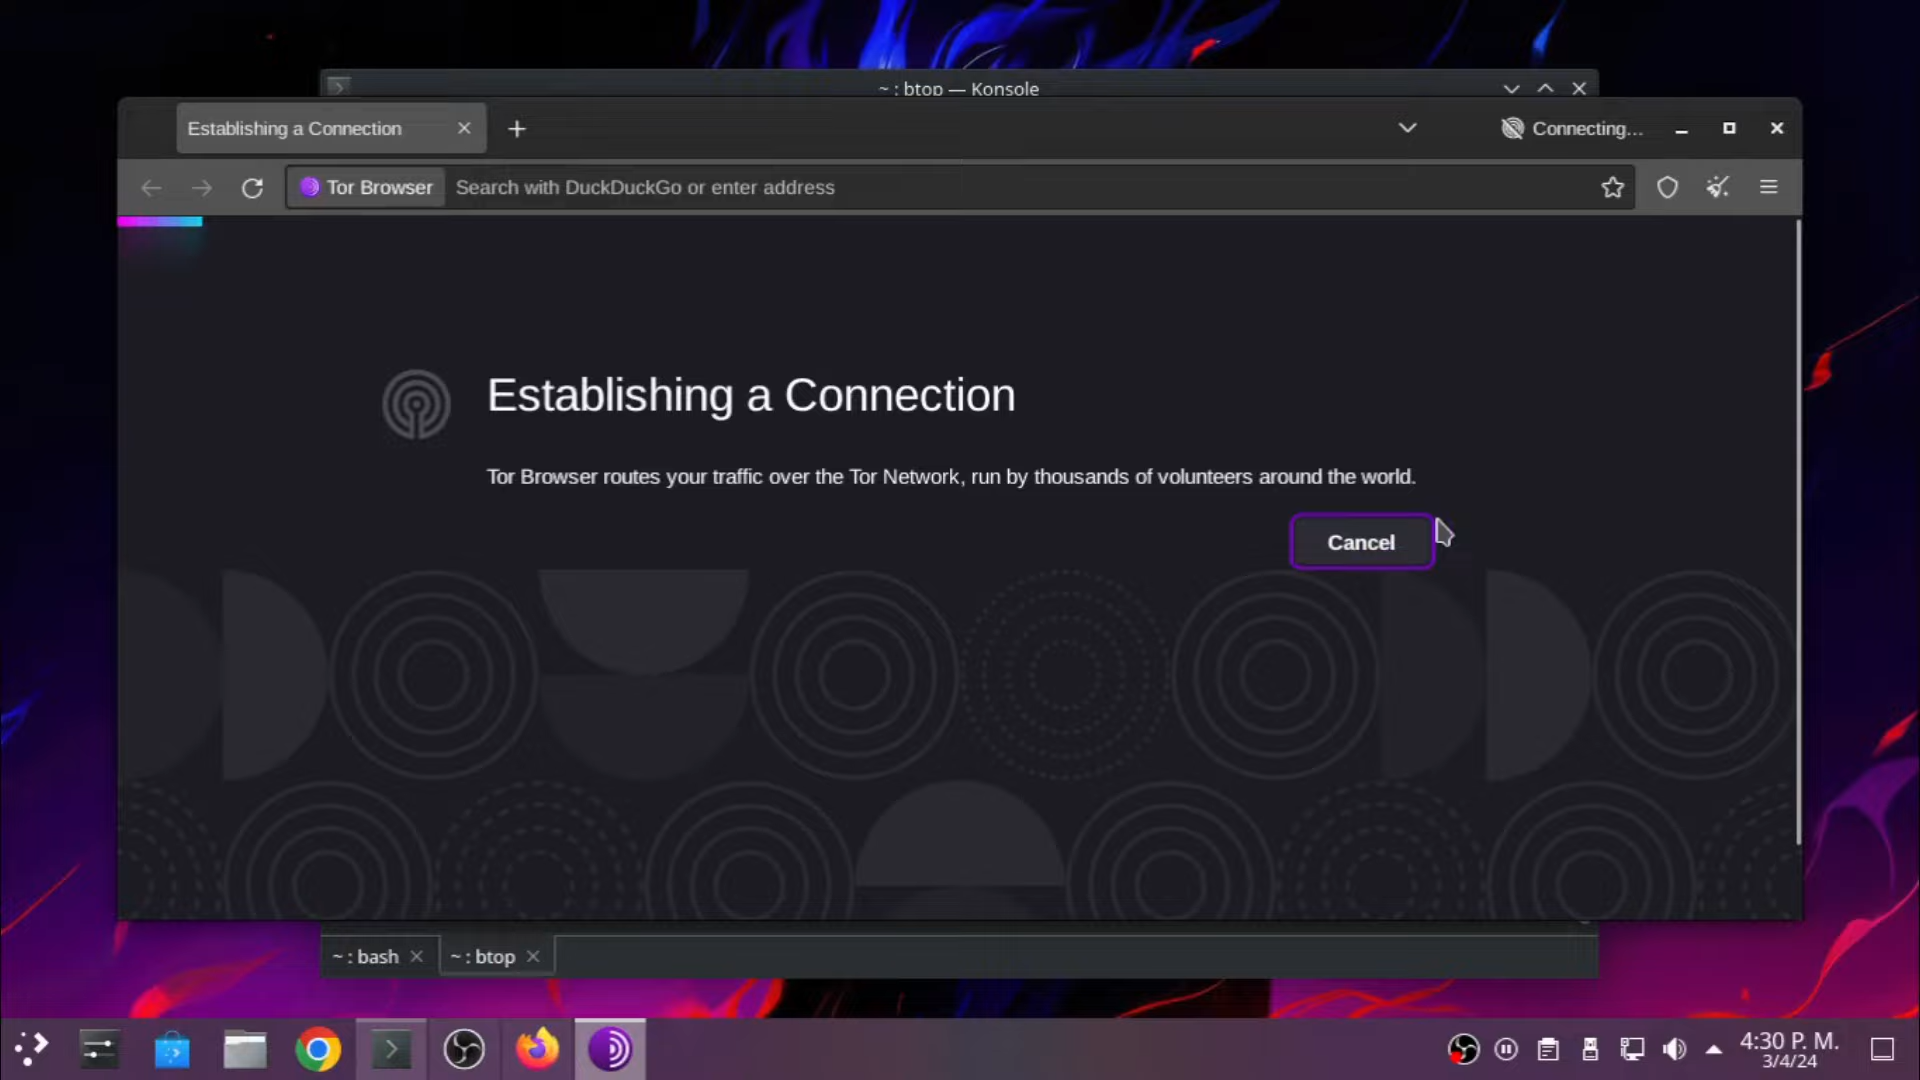 ~ : btop — Konsole
Establishing a Connection
Connecting...
Tor Browser
Search with DuckDuckGo or enter address
Establishing a Connection
Tor Browser routes your traffic over the Tor Network, run by thousands of volunteers around the world.
Cancel
~ : bash
~ : btop
4:30 P. M.
3/4/24